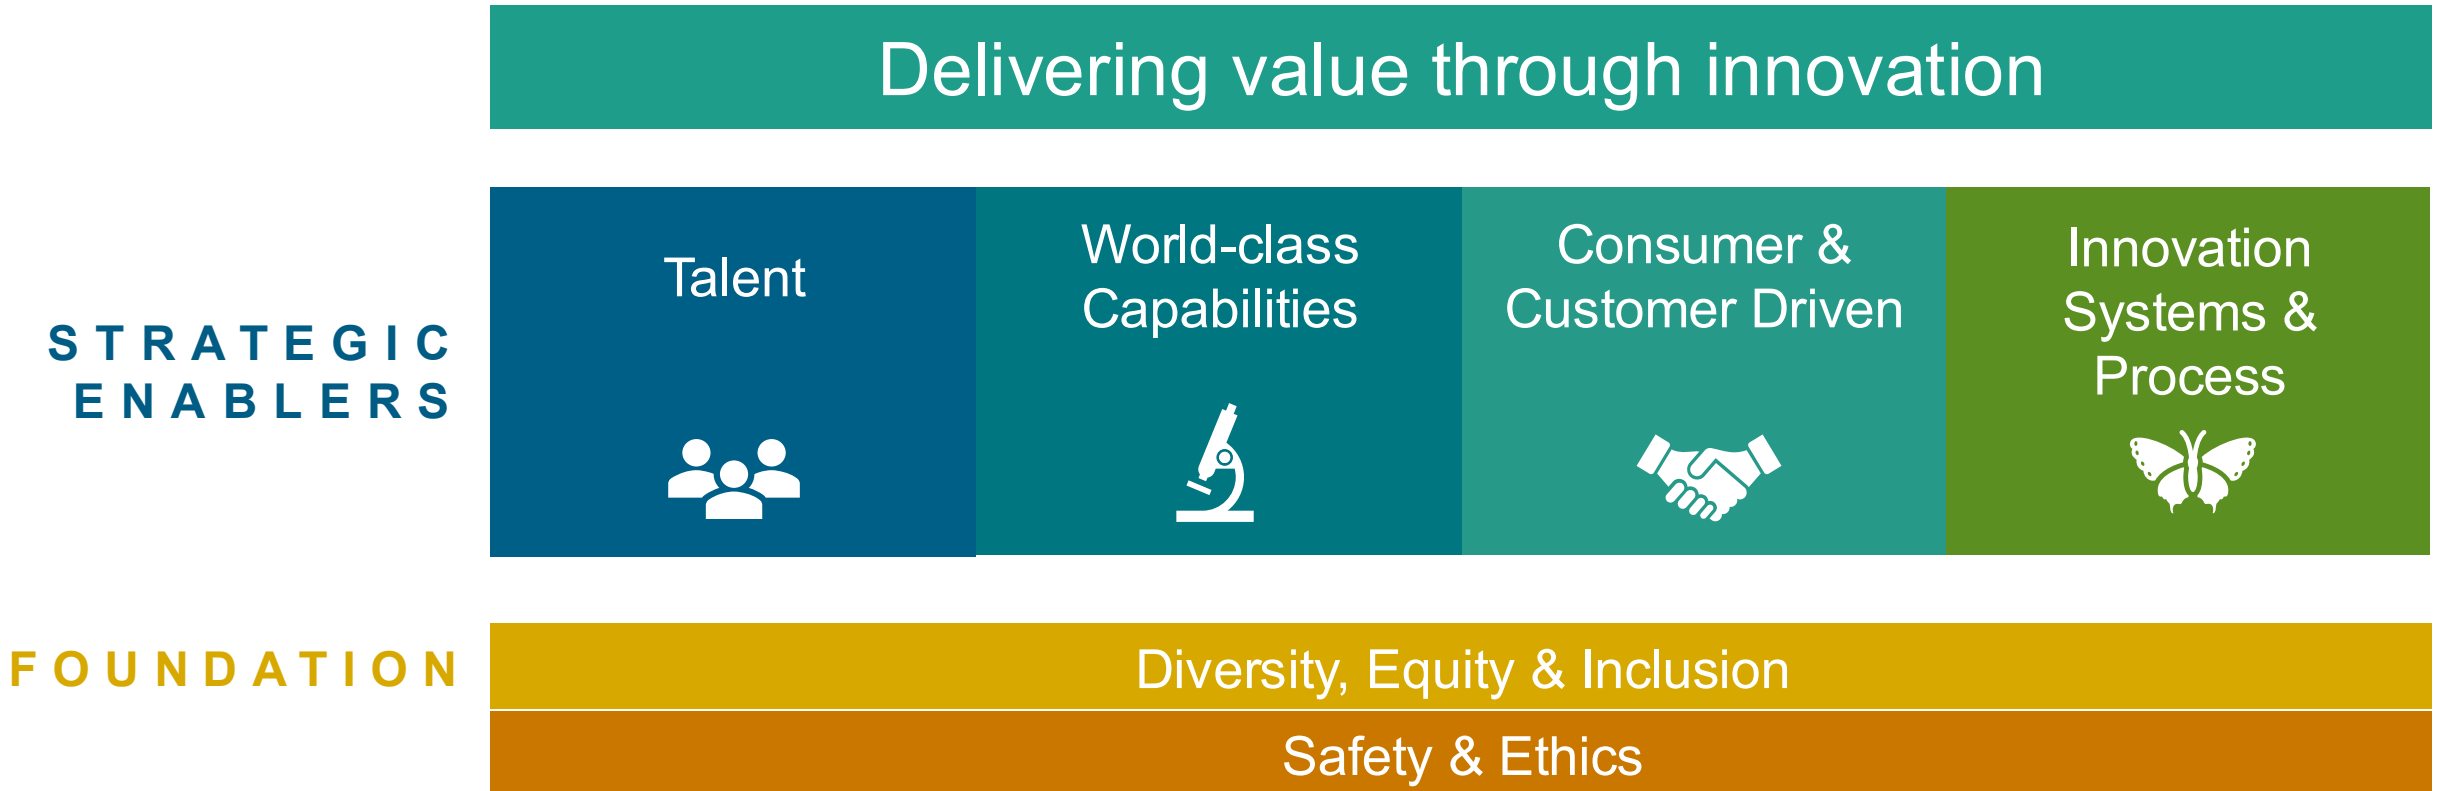 Delivering value through innovation
STRATEGIC
ENABLERS
Talent
World-class
Capabilities
Consumer &
Customer Driven
Innovation
Systems &
Process
FOUNDATION
Diversity, Equity & Inclusion
Safety & Ethics